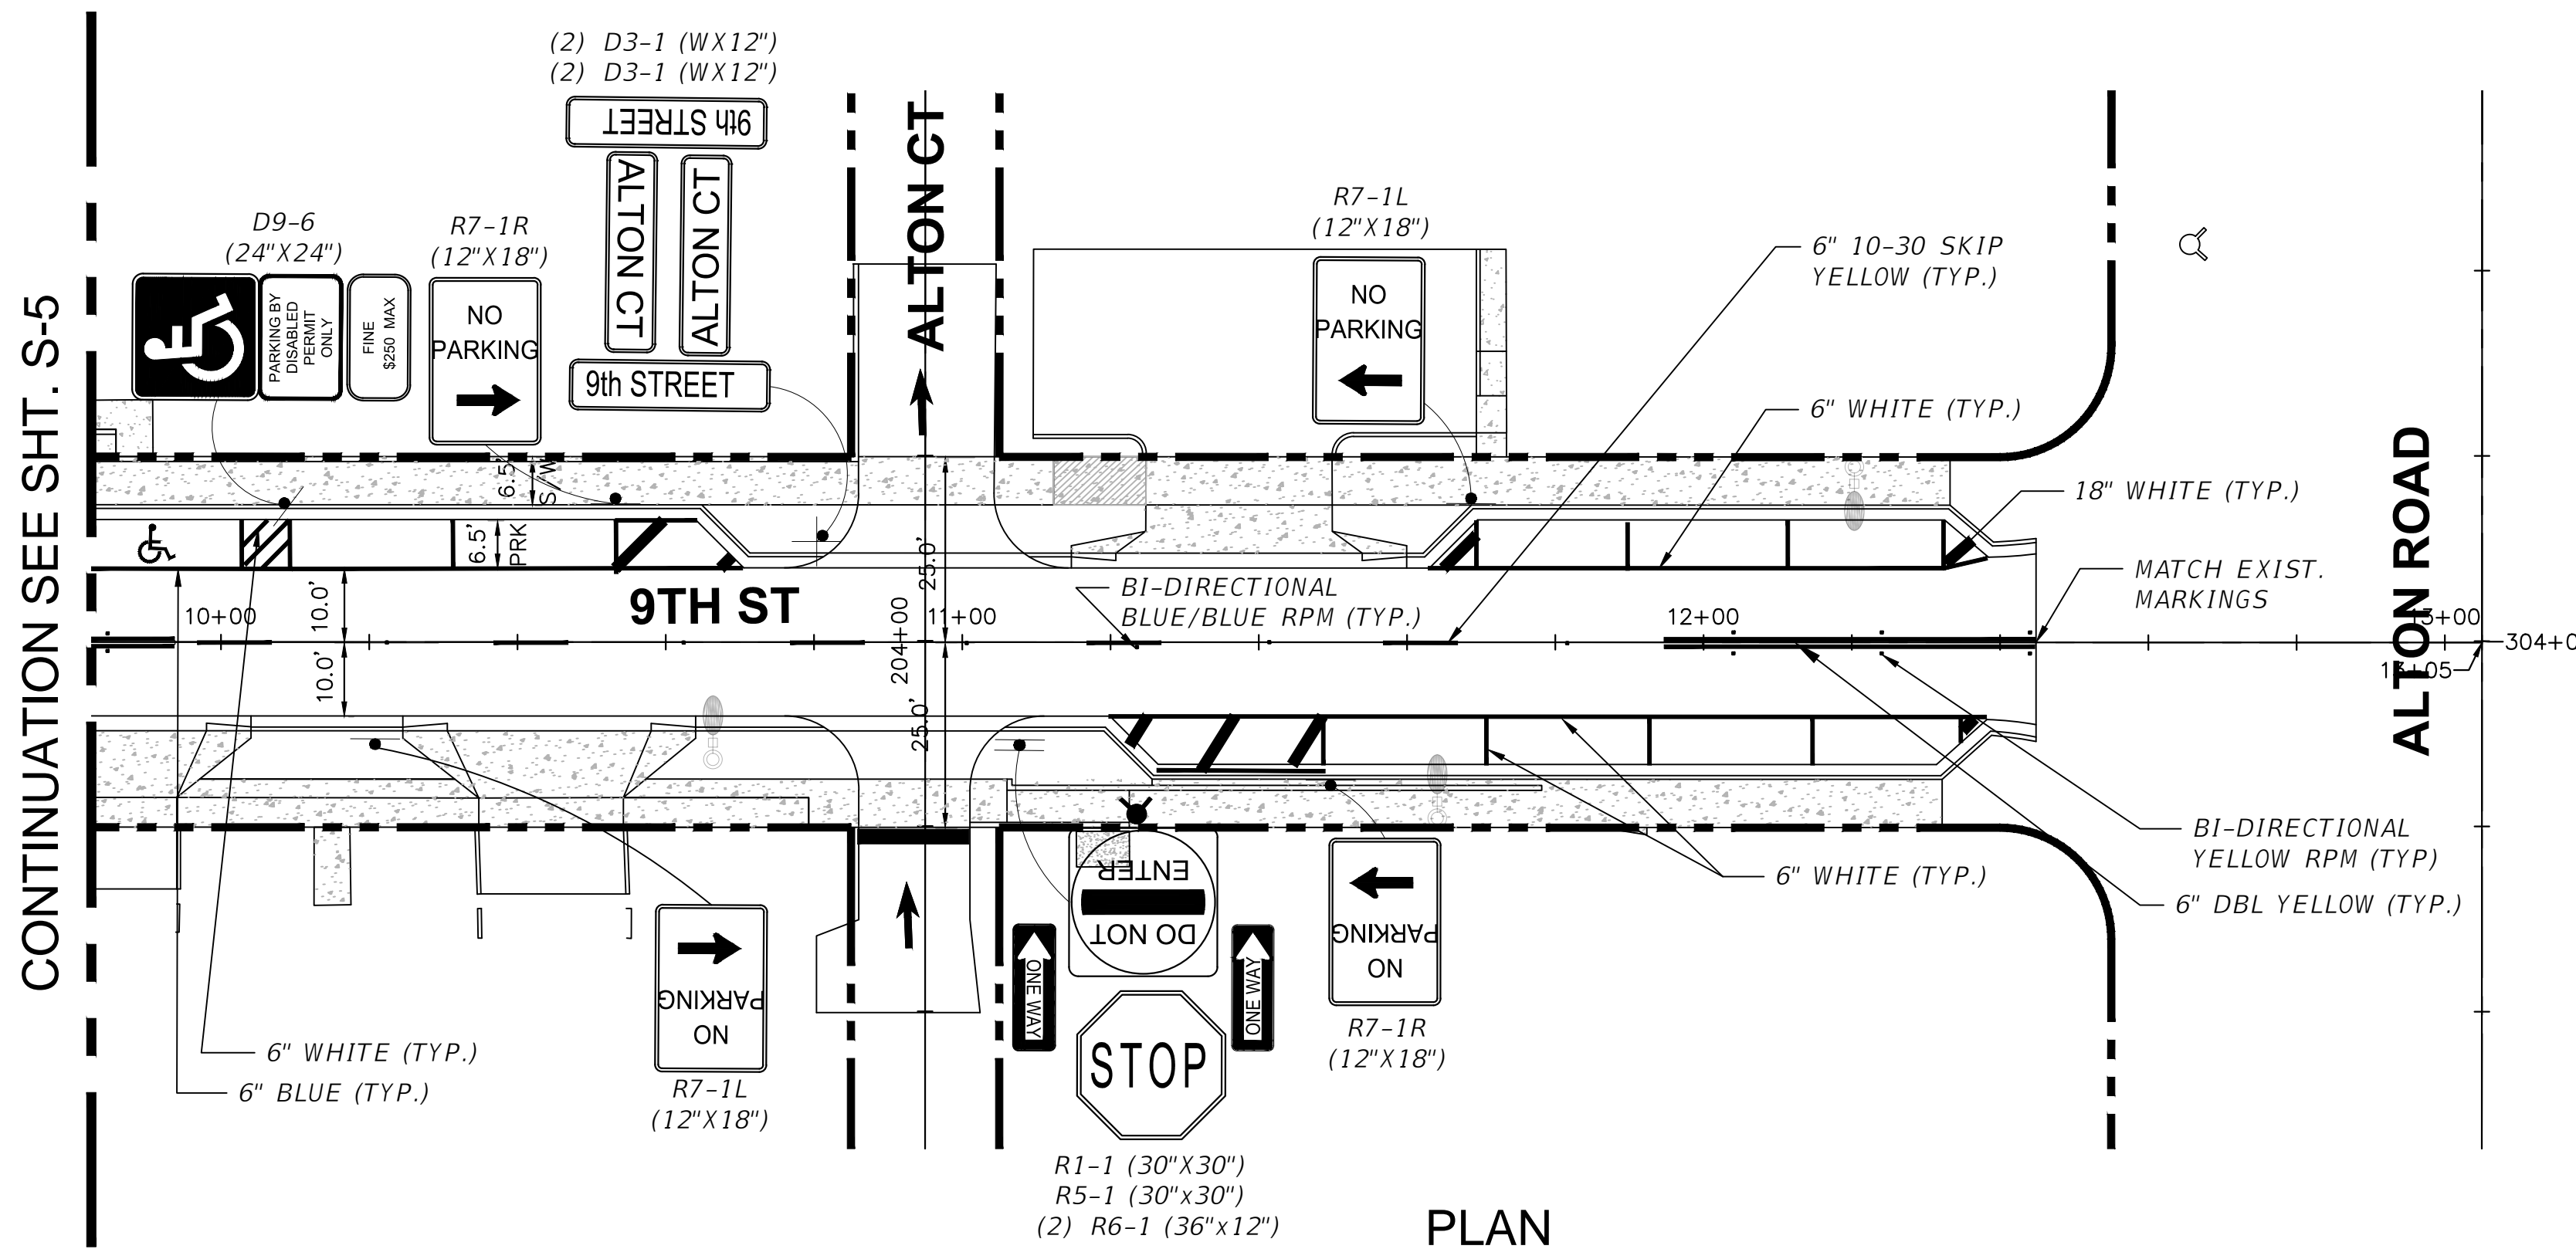 (2) D3-1 (WX12")
(2) D3-1 (WX12")
9th STREET
ALTON CT
ALTON CT
9th STREET
ALTON CT
D9-6
(24"X24")
PARKING BY
DISABLED
PERMIT
ONLY
FINE
$250 MAX
R7-1R
(12"X18")
NO
PARKING
R7-1L
(12"X18")
NO
PARKING
6" 10-30 SKIP
YELLOW (TYP.)
6" WHITE (TYP.)
18" WHITE (TYP.)
MATCH EXIST.
MARKINGS
CONTINUATION SEE SHT. S-5
6.5'
S/W
6.5'
PRK
10.0'
10.0'
25.0'
25.0'
9TH ST
BI-DIRECTIONAL
BLUE/BLUE RPM (TYP.)
10+00
204+00
11+00
12+00
13+00
304+0
13+05
ALTON ROAD
BI-DIRECTIONAL
YELLOW RPM (TYP)
6" DBL YELLOW (TYP.)
6" WHITE (TYP.)
6" WHITE (TYP.)
6" BLUE (TYP.)
NO
PARKING
R7-1L
(12"X18")
DO NOT
ENTER
ONE WAY
ONE WAY
STOP
R1-1 (30"X30")
R5-1 (30"x30")
(2) R6-1 (36"x12")
NO
PARKING
R7-1R
(12"X18")
PLAN